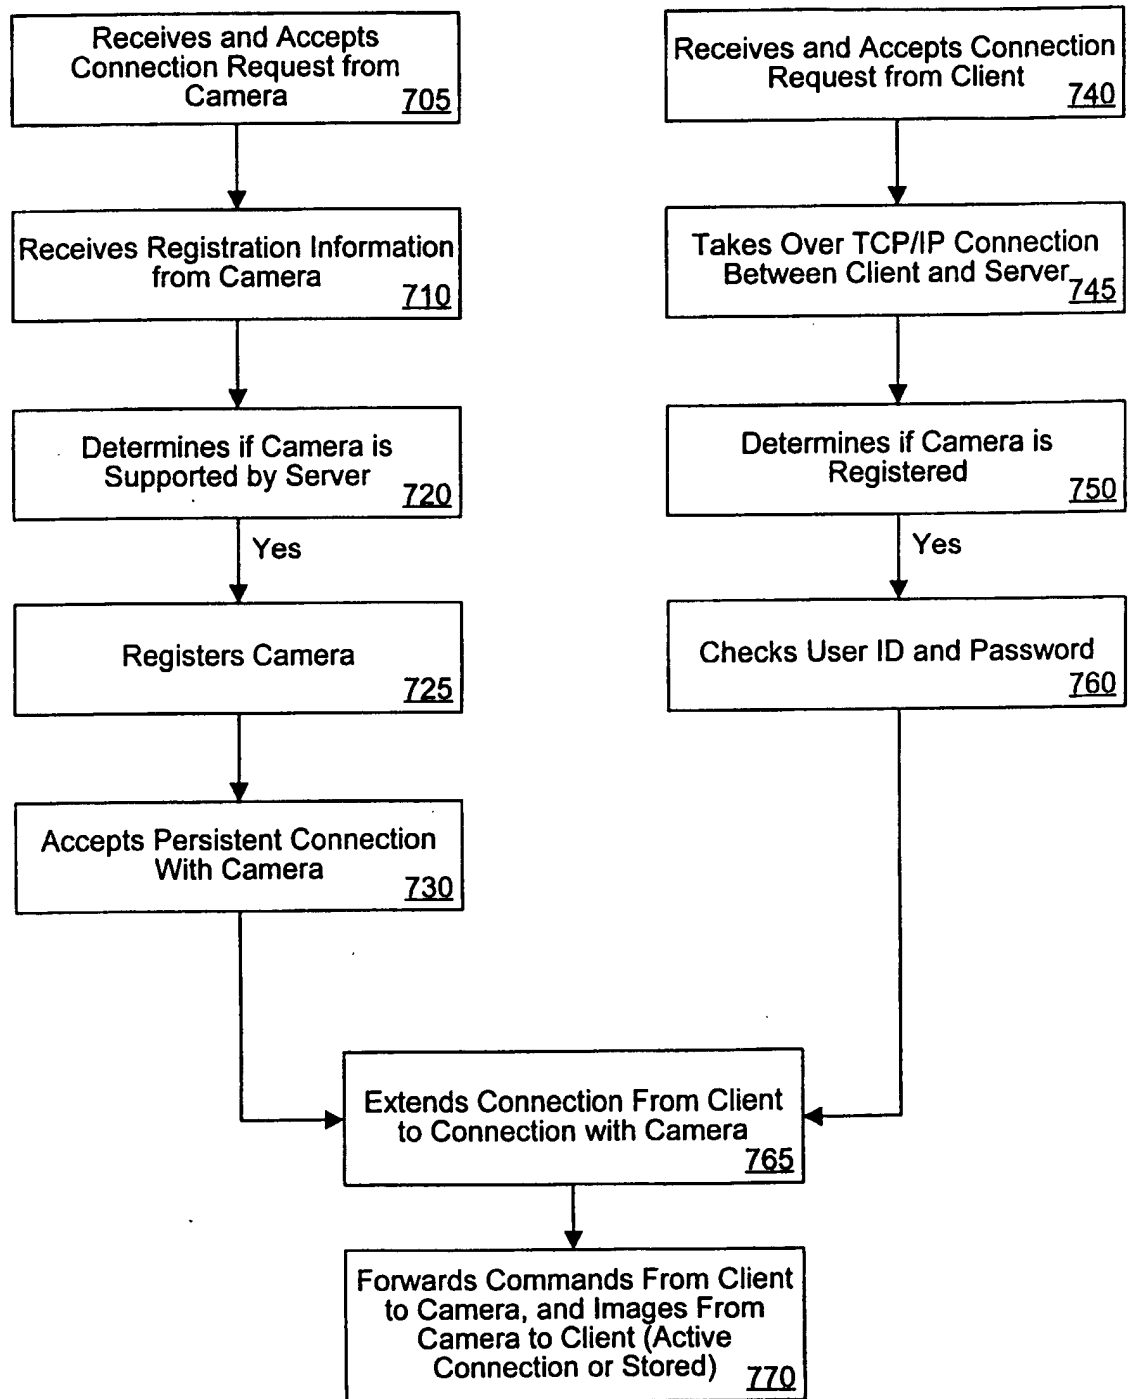 Receives and Accepts
Connection Request from
Camera 705
Receives Registration Information
from Camera 710
Determines if Camera is
Supported by Server 720
Yes
Registers Camera
725
Accepts Persistent Connection
With Camera 730
Receives and Accepts Connection
Request from Client 740
Takes Over TCP/IP Connection
Between Client and Server 745
Determines if Camera is
Registered 750
Yes
Checks User ID and Password
760
Extends Connection From Client
to Connection with Camera
765
Forwards Commands From Client
to Camera, and Images From
Camera to Client (Active
Connection or Stored) 770